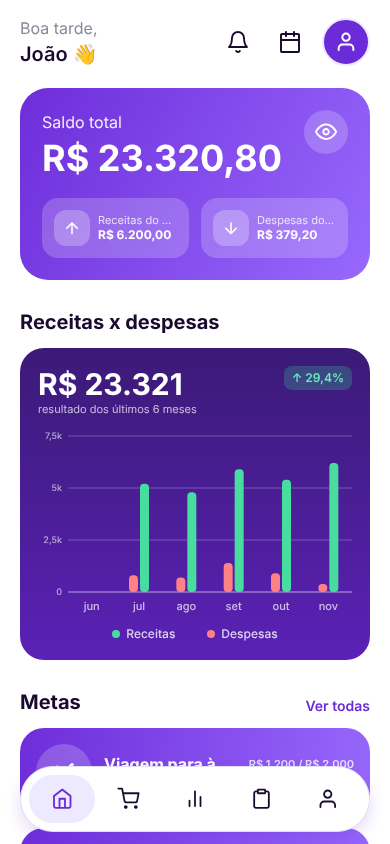 Boa tarde,
João 👋
Saldo total
R$ 23.320,80
Receitas do ...
R$ 6.200,00
Despesas do...
R$ 379,20
Receitas x despesas
R$ 23.321
↑ 29,4%
resultado dos últimos 6 meses
7,5k
5k
2,5k
0
jun jul ago set out nov
Receitas Despesas
Metas
Ver todas
Viagem para à
R$ 1.200 / R$ 2.000